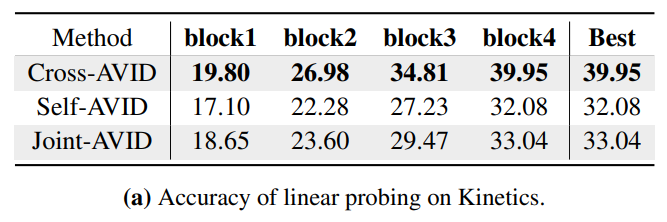 Method block1 block2 block3 block4 Best
Cross-AVID 19.80 26.98 34.81 39.95 39.95
Self-AVID 17.10 22.28 27.23 32.08 32.08
Joint-AVID 18.65 23.60 29.47 33.04 33.04
(a) Accuracy of linear probing on Kinetics.